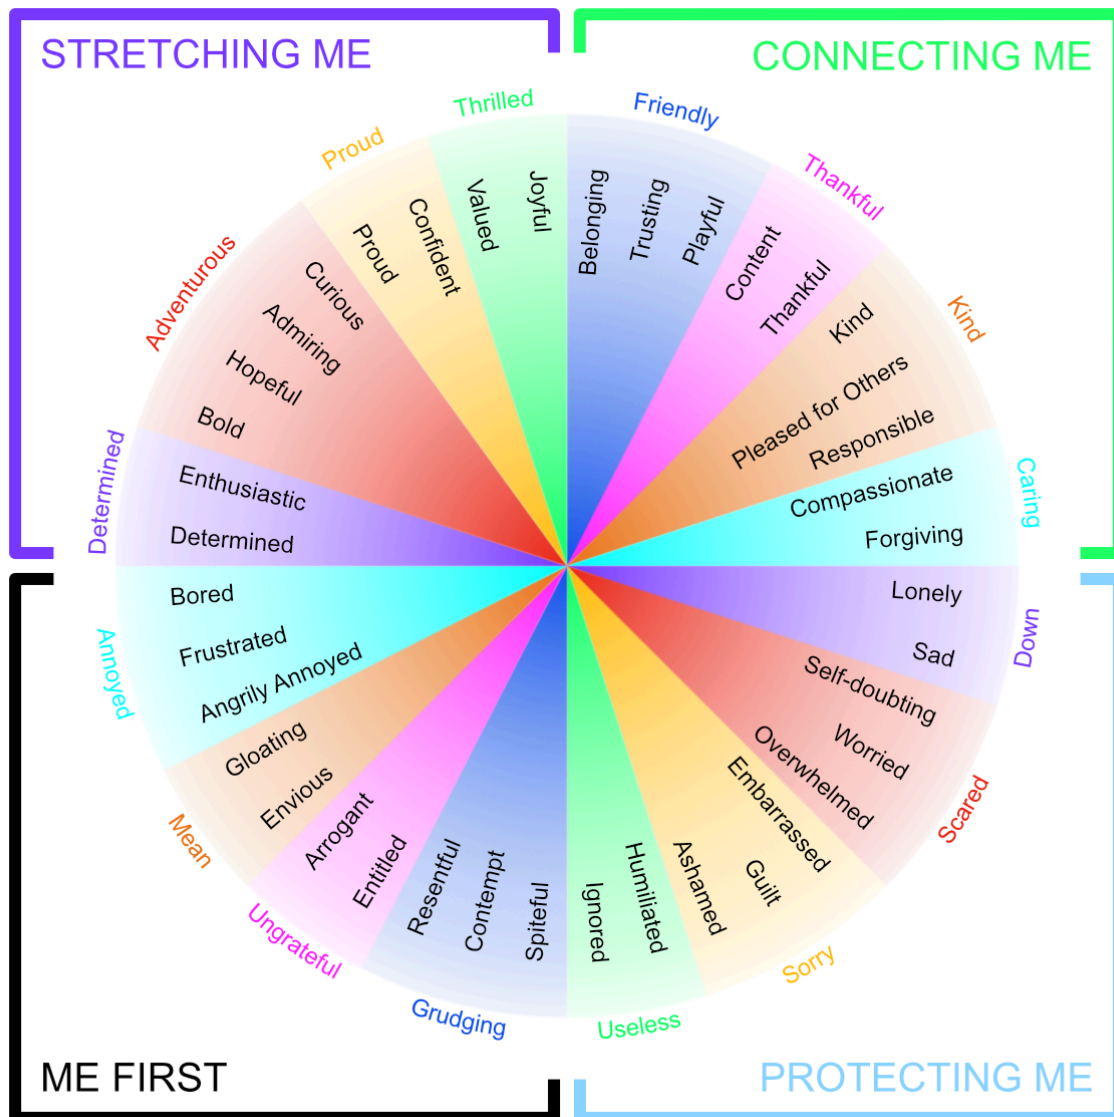 STRETCHING ME
CONNECTING ME
Thrilled
Joyful
Valued
Proud
Confident
Proud
Adventurous
Curious
Admiring
Hopeful
Bold
Determined
Enthusiastic
Determined
Friendly
Belonging
Trusting
Playful
Thankful
Content
Thankful
Kind
Kind
Pleased for Others
Responsible
Caring
Compassionate
Forgiving
Down
Lonely
Sad
Scared
Self-doubting
Worried
Overwhelmed
Sorry
Embarrassed
Guilt
Ashamed
Useless
Humiliated
Ignored
Grudging
Spiteful
Contempt
Resentful
Ungrateful
Entitled
Arrogant
Mean
Envious
Gloating
Annoyed
Angrily Annoyed
Frustrated
Bored
ME FIRST
PROTECTING ME